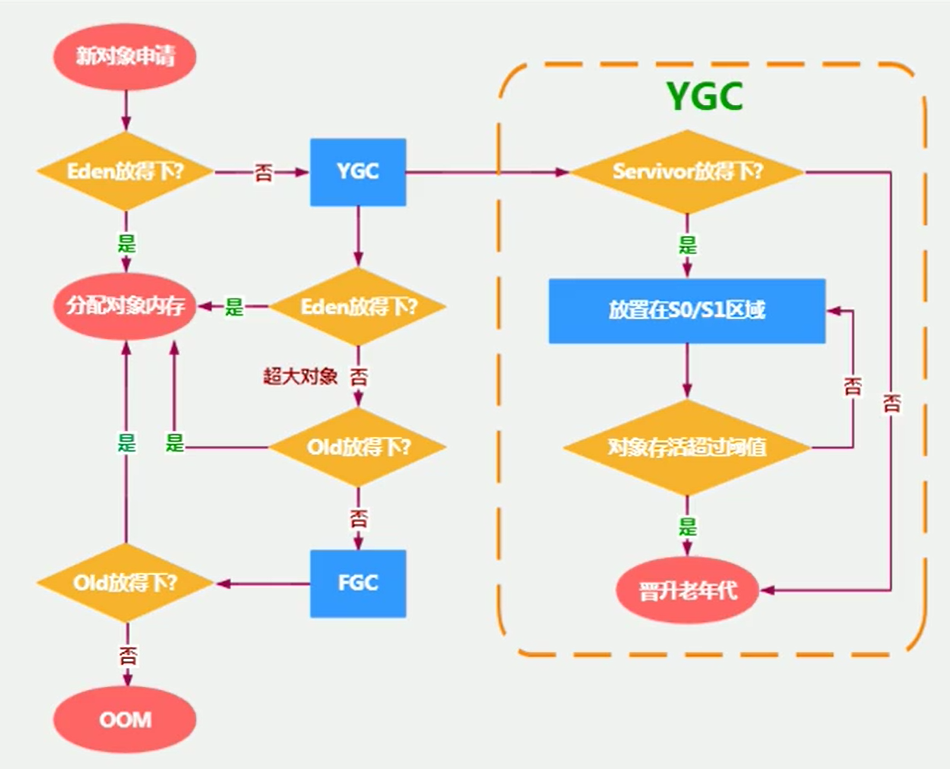 新对象申请
Eden放得下?
否
YGC
是
分配对象内存
是
Eden放得下?
超大对象
否
Old放得下?
是
是
否
FGC
Old放得下?
否
OOM
YGC
Servivor放得下?
是
放置在S0/S1区域
否
否
对象存活超过阈值
是
晋升老年代